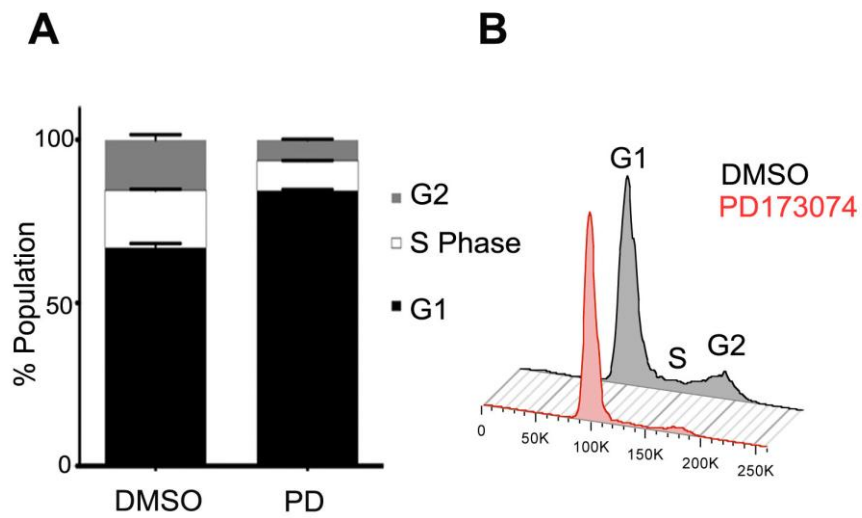 A
% Population
100
50
0
DMSO
PD
G2
S Phase
G1
B
G1
S
G2
DMSO
PD173074
0
50K
100K
150K
200K
250K